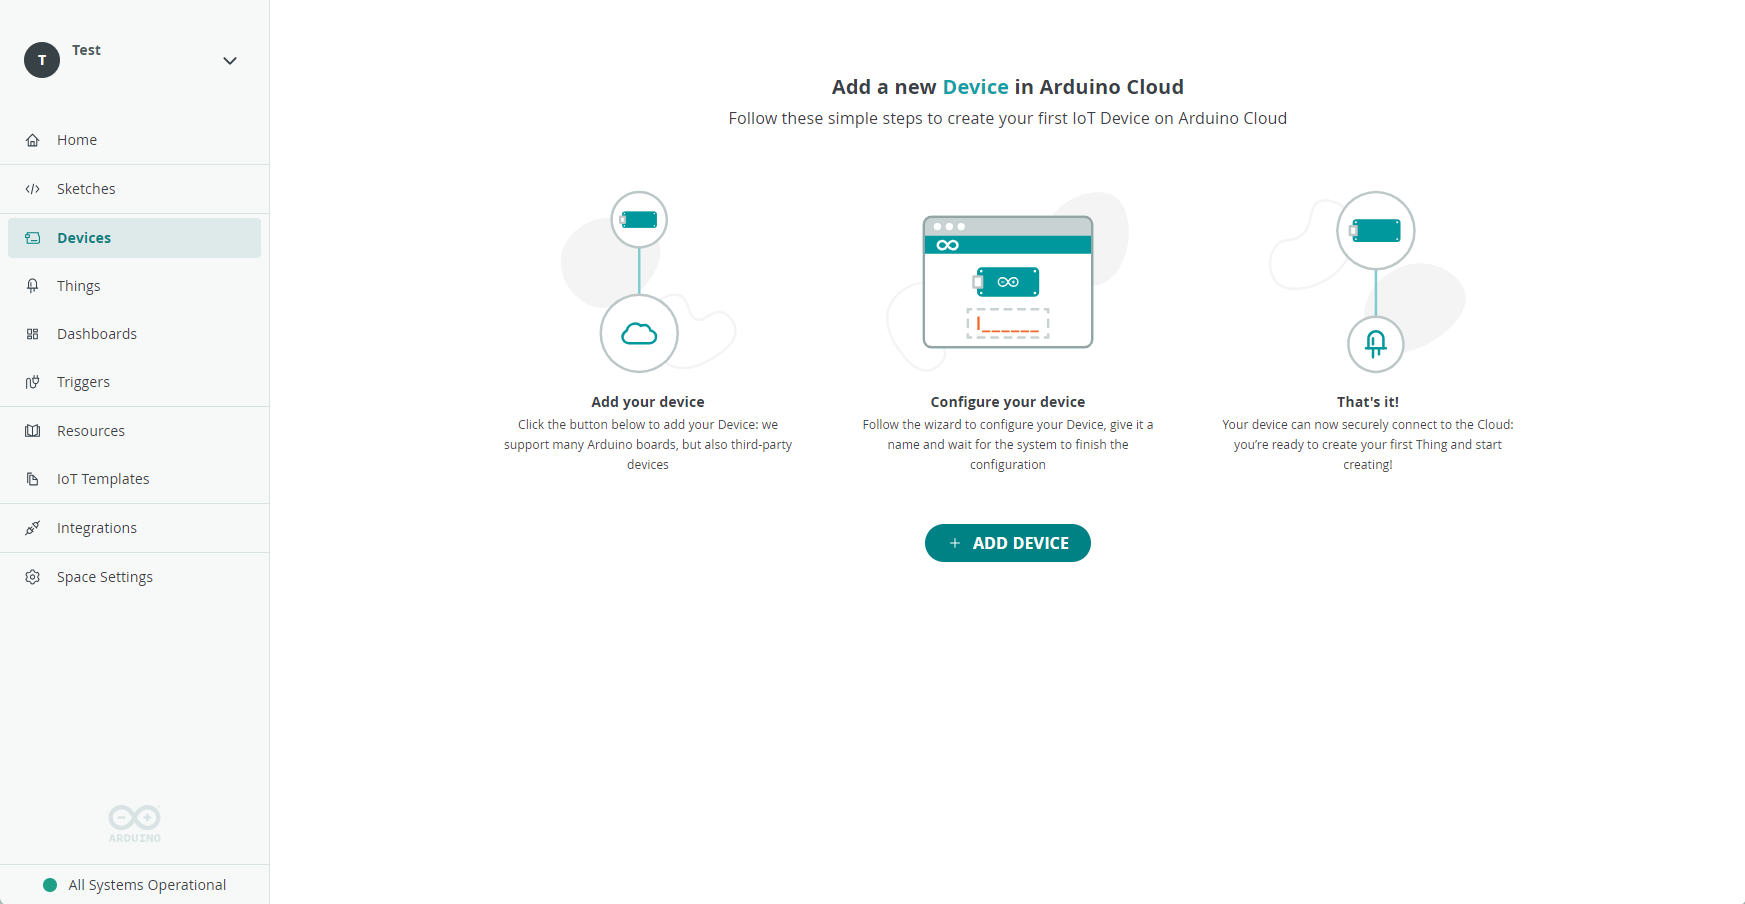 T
Test
Home
Sketches
Devices
Things
Dashboards
Triggers
Resources
IoT Templates
Integrations
Space Settings
ARDUINO
All Systems Operational
Add a new Device in Arduino Cloud
Follow these simple steps to create your first IoT Device on Arduino Cloud
Add your device
Click the button below to add your Device: we
support many Arduino boards, but also third-party
devices
Configure your device
Follow the wizard to configure your Device, give it a
name and wait for the system to finish the
configuration
That's it!
Your device can now securely connect to the Cloud:
you’re ready to create your first Thing and start
creating!
+ ADD DEVICE